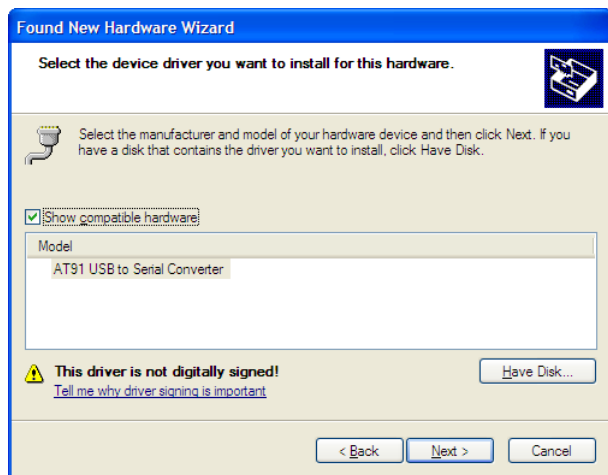 Found New Hardware Wizard
Select the device driver you want to install for this hardware.
Select the manufacturer and model of your hardware device and then click Next. If you
have a disk that contains the driver you want to install, click Have Disk.
Show compatible hardware
Model
AT91 USB to Serial Converter
This driver is not digitally signed!
Tell me why driver signing is important
Have Disk...
< Back
Next >
Cancel